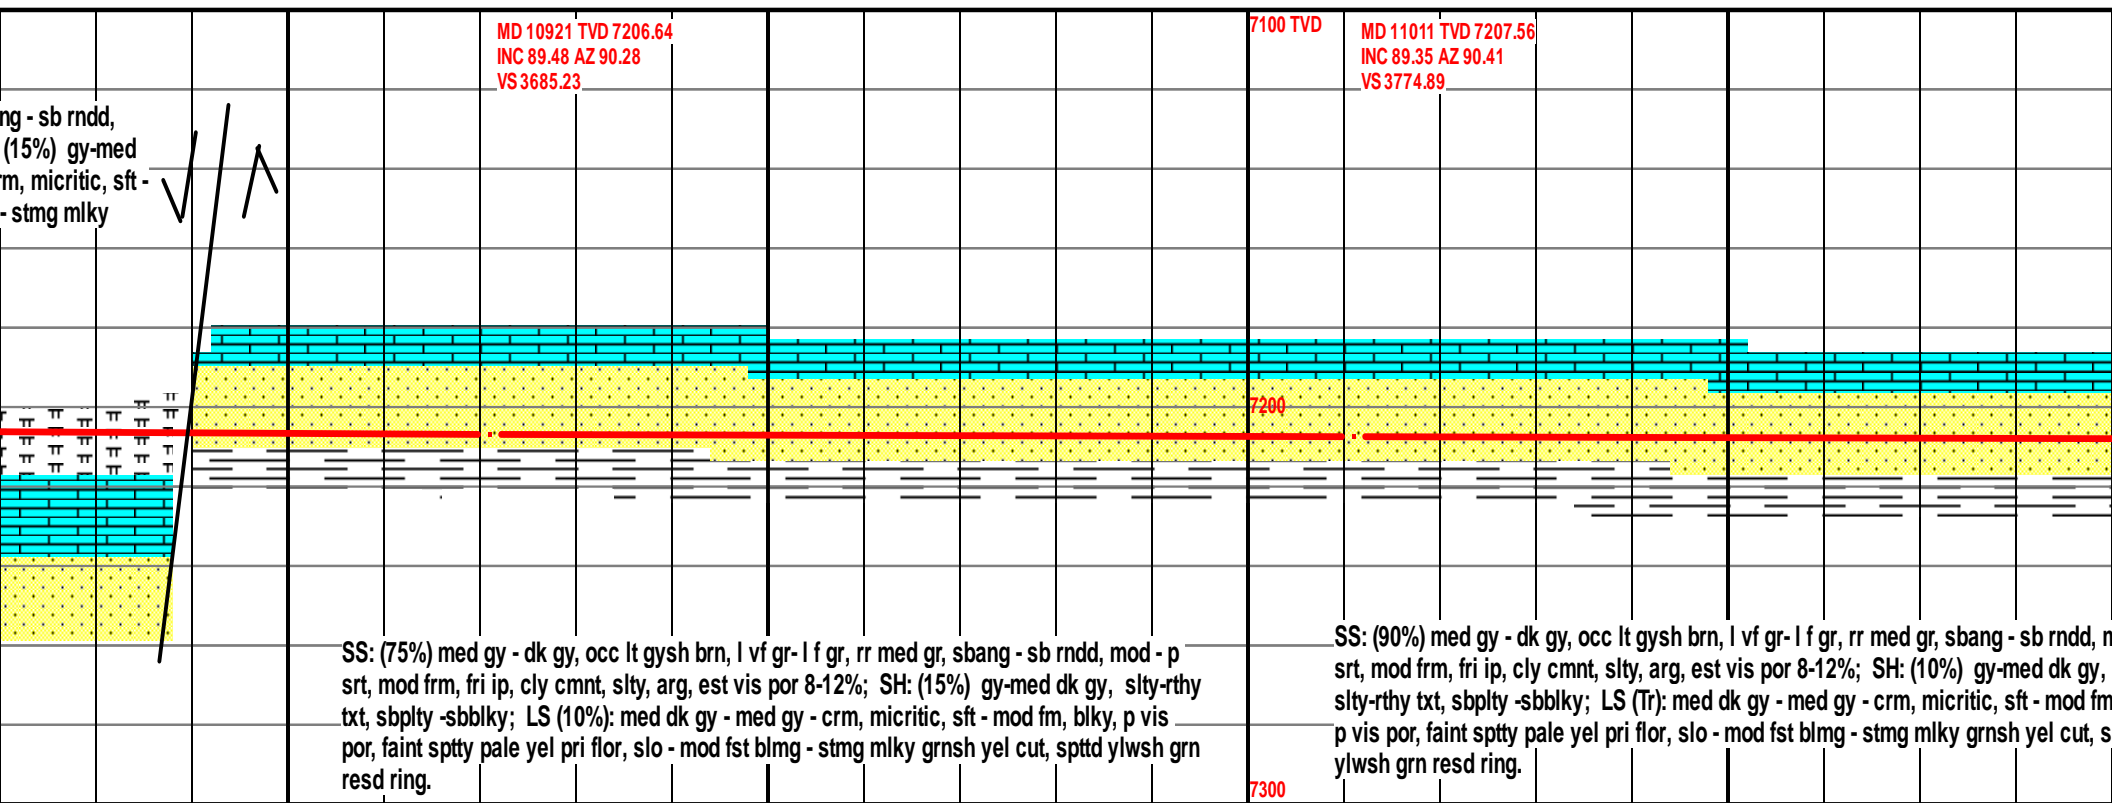 MD 10921 TVD 7206.64
INC 89.48 AZ 90.28
VS 3685.23
7100 TVD
MD 11011 TVD 7207.56
INC 89.35 AZ 90.41
VS 3774.89
ng - sb rndd,
(15%) gy-med
rm, micritic, sft -
- stmg mlky
7200
SS: (75%) med gy - dk gy, occ lt gysh brn, l vf gr- l f gr, rr med gr, sbang - sb rndd, mod - p
srt, mod frm, fri ip, cly cmnt, slty, arg, est vis por 8-12%; SH: (15%) gy-med dk gy, slty-rthy
txt, sbplty -sbblky; LS (10%): med dk gy - med gy - crm, micritic, sft - mod fm, blky, p vis
por, faint sptty pale yel pri flor, slo - mod fst blmg - stmg mlky grnsh yel cut, spttd ylwsh grn
resd ring.
SS: (90%) med gy - dk gy, occ lt gysh brn, l vf gr- l f gr, rr med gr, sbang - sb rndd, m
srt, mod frm, fri ip, cly cmnt, slty, arg, est vis por 8-12%; SH: (10%) gy-med dk gy,
slty-rthy txt, sbplty -sbblky; LS (Tr): med dk gy - med gy - crm, micritic, sft - mod fm
p vis por, faint sptty pale yel pri flor, slo - mod fst blmg - stmg mlky grnsh yel cut, s
ylwsh grn resd ring.
7300